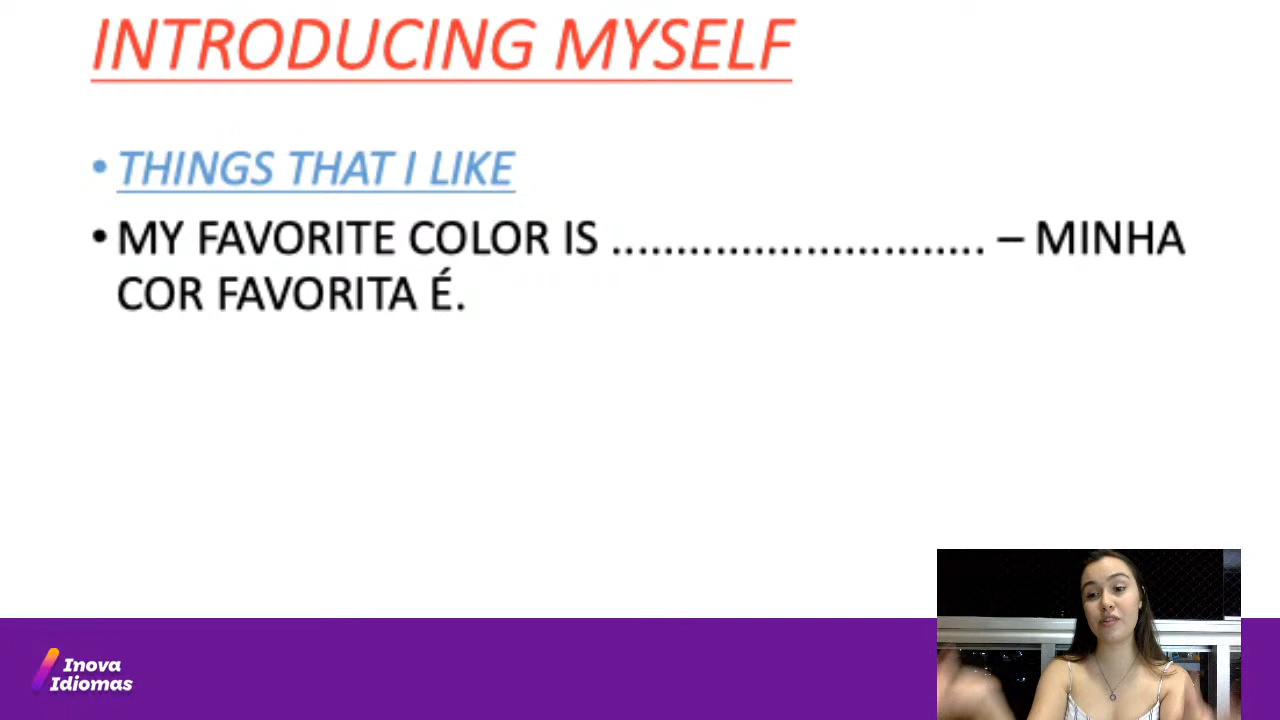 INTRODUCING MYSELF
• THINGS THAT I LIKE
• MY FAVORITE COLOR IS ............................. – MINHA
COR FAVORITA É.
Inova
Idiomas